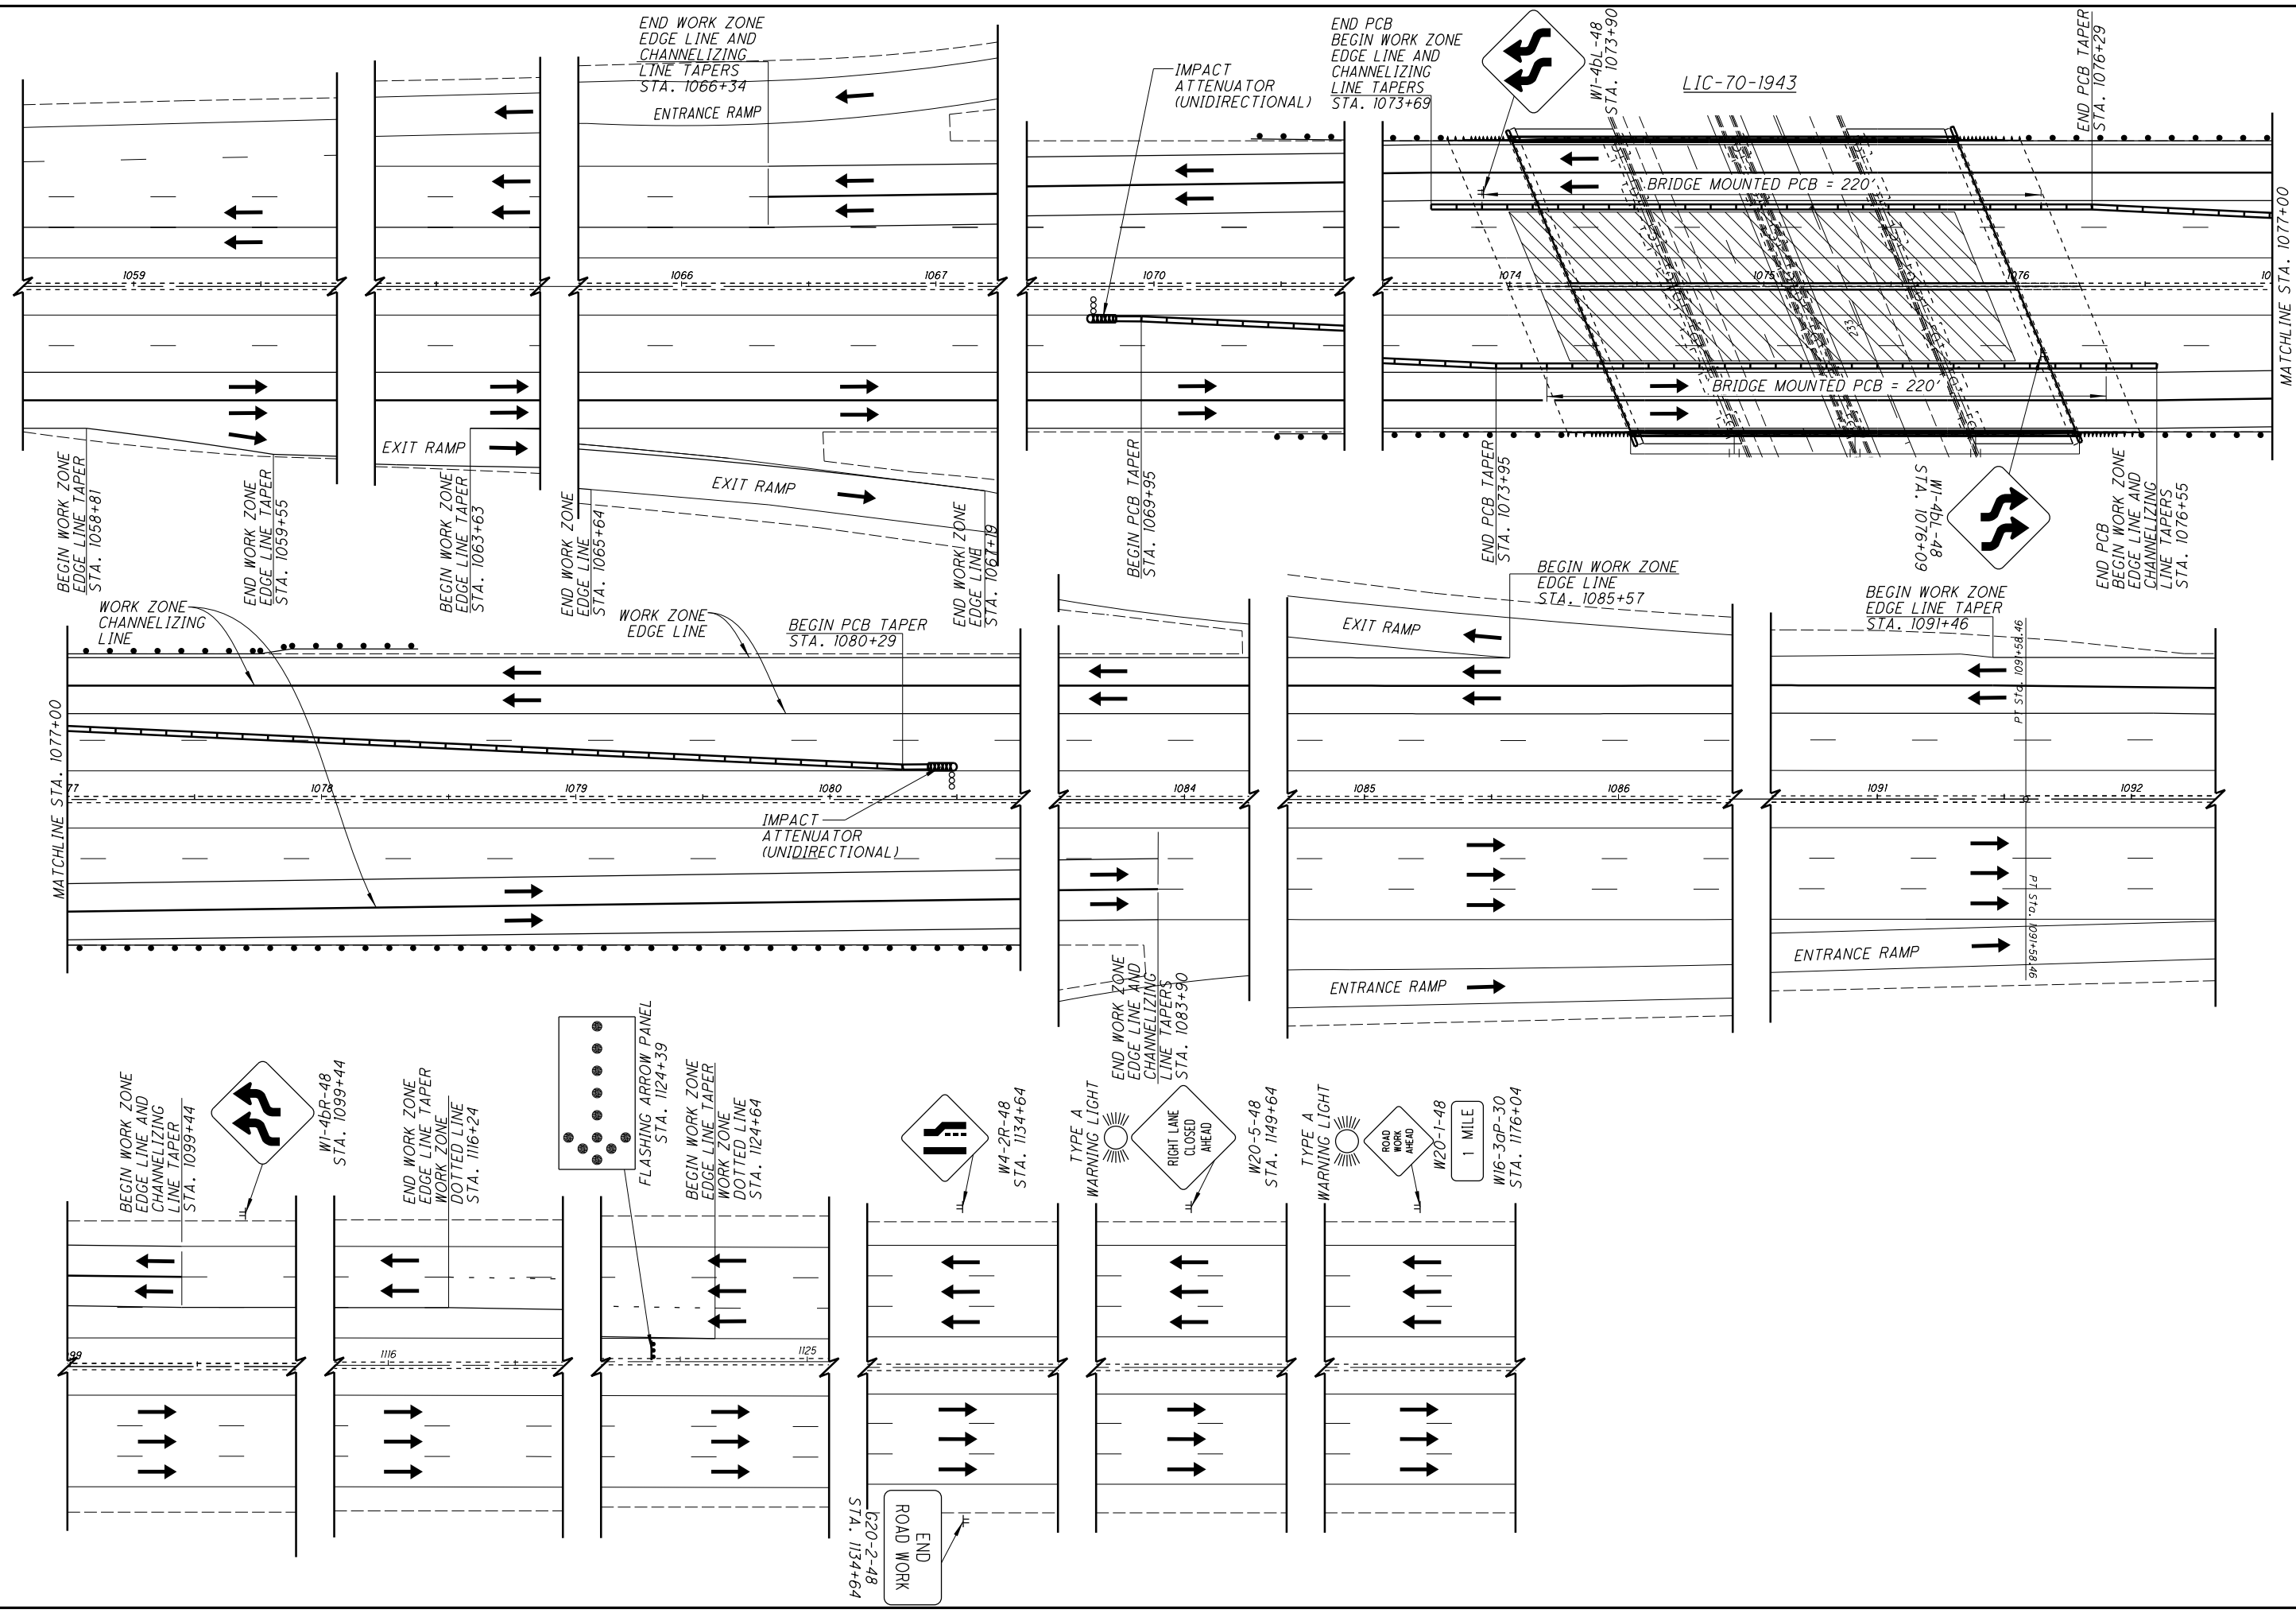 END WORK ZONE
EDGE LINE AND
CHANNELIZING
LINE TAPERS
STA. 1066+34
ENTRANCE RAMP
IMPACT
ATTENUATOR
(UNIDIRECTIONAL)
END PCB
BEGIN WORK ZONE
EDGE LINE AND
CHANNELIZING
LINE TAPERS
STA. 1073+69
W1-4bL-48
STA. 1073+90
LIC-70-1943
END PCB TAPER
STA. 1076+29
BRIDGE MOUNTED PCB = 220'
MATCHLINE STA. 1077+00
1059
1066
1067
1070
1074
1075
1076
10
233
BRIDGE MOUNTED PCB = 220'
EXIT RAMP
EXIT RAMP
BEGIN WORK ZONE
EDGE LINE TAPER
STA. 1058+81
END WORK ZONE
EDGE LINE TAPER
STA. 1059+55
BEGIN WORK ZONE
EDGE LINE TAPER
STA. 1063+63
END WORK ZONE
EDGE LINE
STA. 1065+64
END WORK ZONE
EDGE LINE
STA. 1067+19
BEGIN PCB TAPER
STA. 1069+95
END PCB TAPER
STA. 1073+95
W1-4bL-48
STA. 1076+09
END PCB
BEGIN WORK ZONE
EDGE LINE AND
CHANNELIZING
LINE TAPERS
STA. 1076+55
WORK ZONE
CHANNELIZING
LINE
WORK ZONE
EDGE LINE
BEGIN PCB TAPER
STA. 1080+29
BEGIN WORK ZONE
EDGE LINE
STA. 1085+57
EXIT RAMP
BEGIN WORK ZONE
EDGE LINE TAPER
STA. 1091+46
PT Sta. 1091+58.46
MATCHLINE STA. 1077+00
77
1078
1079
1080
1084
1085
1086
1091
1092
IMPACT
ATTENUATOR
(UNIDIRECTIONAL)
PT Sta. 1091+58.46
ENTRANCE RAMP
ENTRANCE RAMP
END WORK ZONE
EDGE LINE AND
CHANNELIZING
LINE TAPERS
STA. 1083+90
BEGIN WORK ZONE
EDGE LINE AND
CHANNELIZING
LINE TAPER
STA. 1099+44
W1-4bR-48
STA. 1099+44
END WORK ZONE
EDGE LINE TAPER
WORK ZONE
DOTTED LINE
STA. 1116+24
FLASHING ARROW PANEL
STA. 1124+39
BEGIN WORK ZONE
EDGE LINE TAPER
WORK ZONE
DOTTED LINE
STA. 1124+64
W4-2R-48
STA. 1134+64
TYPE A
WARNING LIGHT
RIGHT LANE
CLOSED
AHEAD
W20-5-48
STA. 1149+64
TYPE A
WARNING LIGHT
ROAD
WORK
AHEAD
W20-1-48
1 MILE
W16-3aP-30
STA. 1176+04
99
1116
1125
G20-2-48
STA. 1134+64
END
ROAD WORK